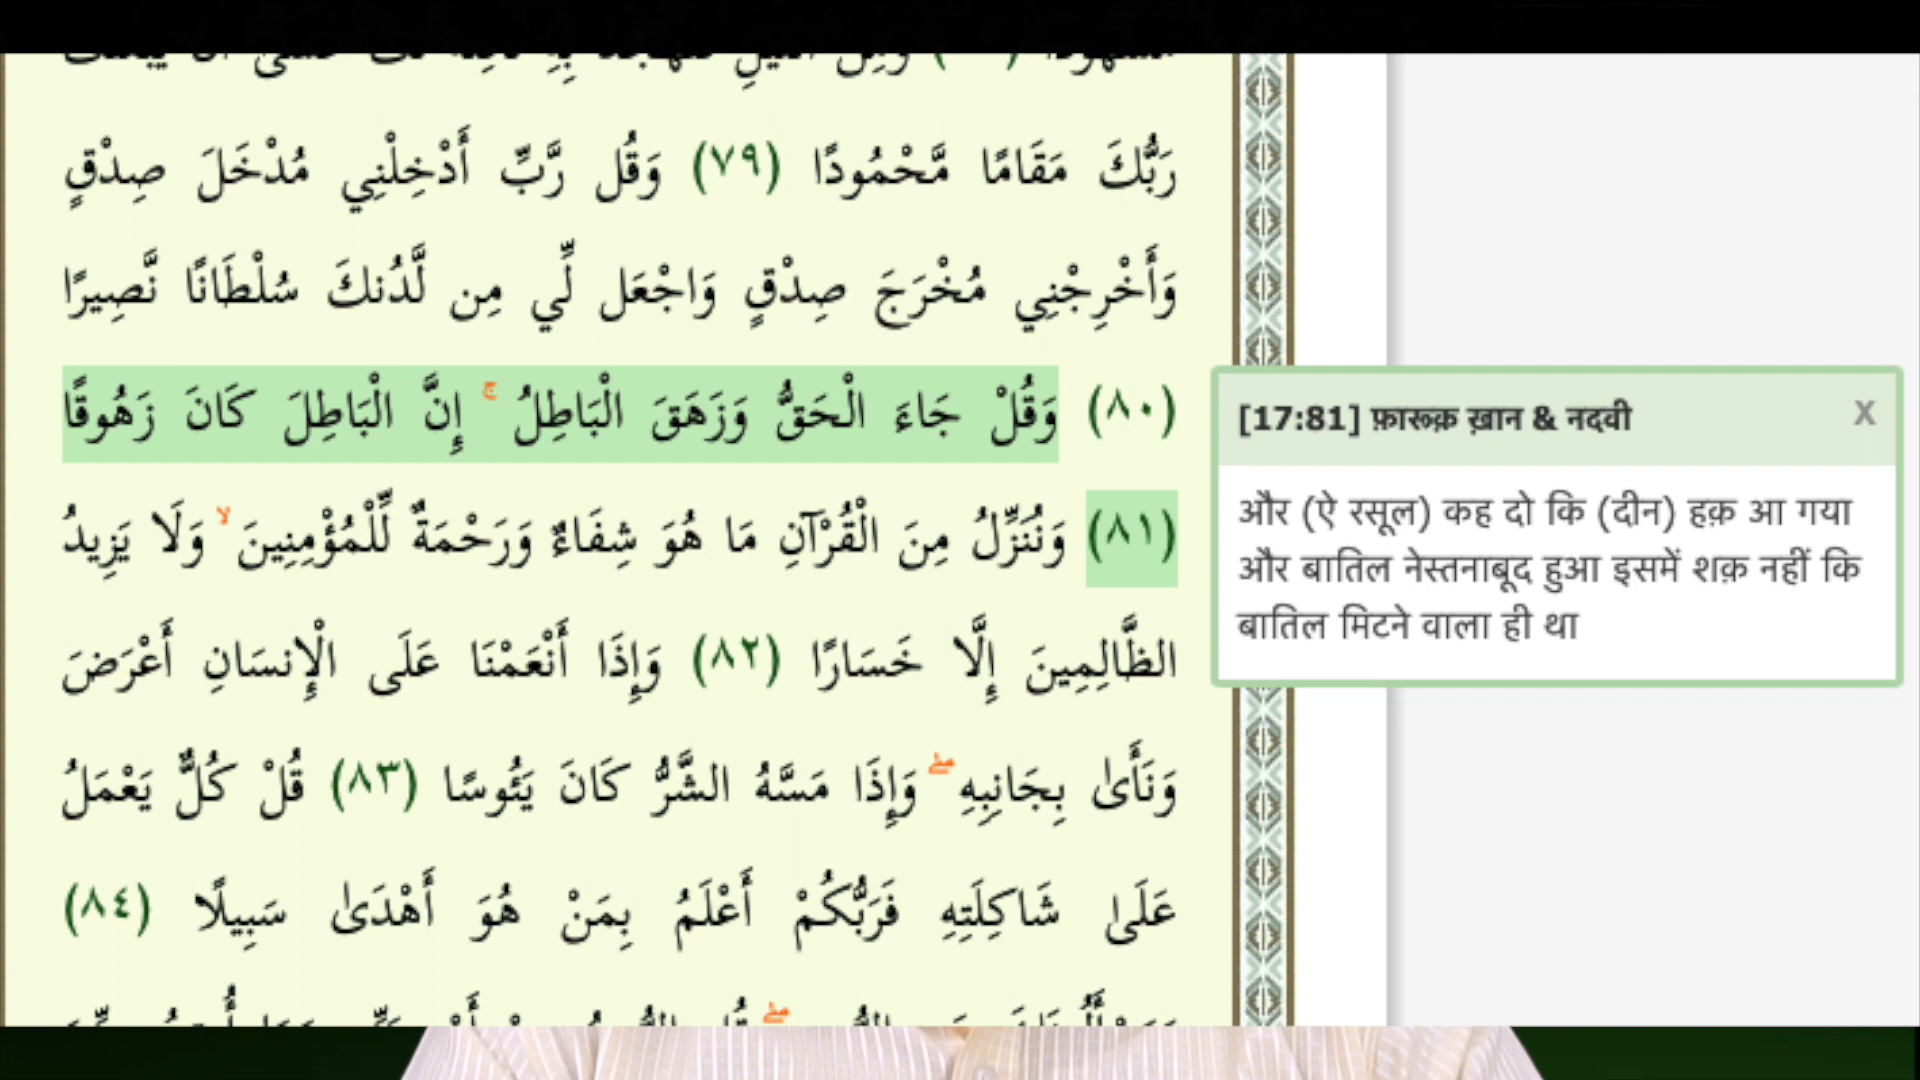 رَبُّكَ مَقَامًا مَّحْمُودًا (٧٩) وَقُل رَّبِّ أَدْخِلْنِي مُدْخَلَ صِدْقٍ
وَأَخْرِجْنِي مُخْرَجَ صِدْقٍ وَاجْعَل لِّي مِن لَّدُنكَ سُلْطَانًا نَّصِيرًا
(٨٠) وَقُلْ جَاءَ الْحَقُّ وَزَهَقَ الْبَاطِلُ ۚ إِنَّ الْبَاطِلَ كَانَ زَهُوقًا
(٨١) وَنُنَزِّلُ مِنَ الْقُرْآنِ مَا هُوَ شِفَاءٌ وَرَحْمَةٌ لِّلْمُؤْمِنِينَ ۙ وَلَا يَزِيدُ
الظَّالِمِينَ إِلَّا خَسَارًا (٨٢) وَإِذَا أَنْعَمْنَا عَلَى الْإِنسَانِ أَعْرَضَ
وَنَأَىٰ بِجَانِبِهِ ۖ وَإِذَا مَسَّهُ الشَّرُّ كَانَ يَئُوسًا (٨٣) قُلْ كُلٌّ يَعْمَلُ
عَلَىٰ شَاكِلَتِهِ فَرَبُّكُمْ أَعْلَمُ بِمَنْ هُوَ أَهْدَىٰ سَبِيلًا (٨٤)
[17:81] फ़ारूक़ ख़ान & नदवी X
और (ऐ रसूल) कह दो कि (दीन) हक़ आ गया
और बातिल नेस्तनाबूद हुआ इसमें शक़ नहीं कि
बातिल मिटने वाला ही था